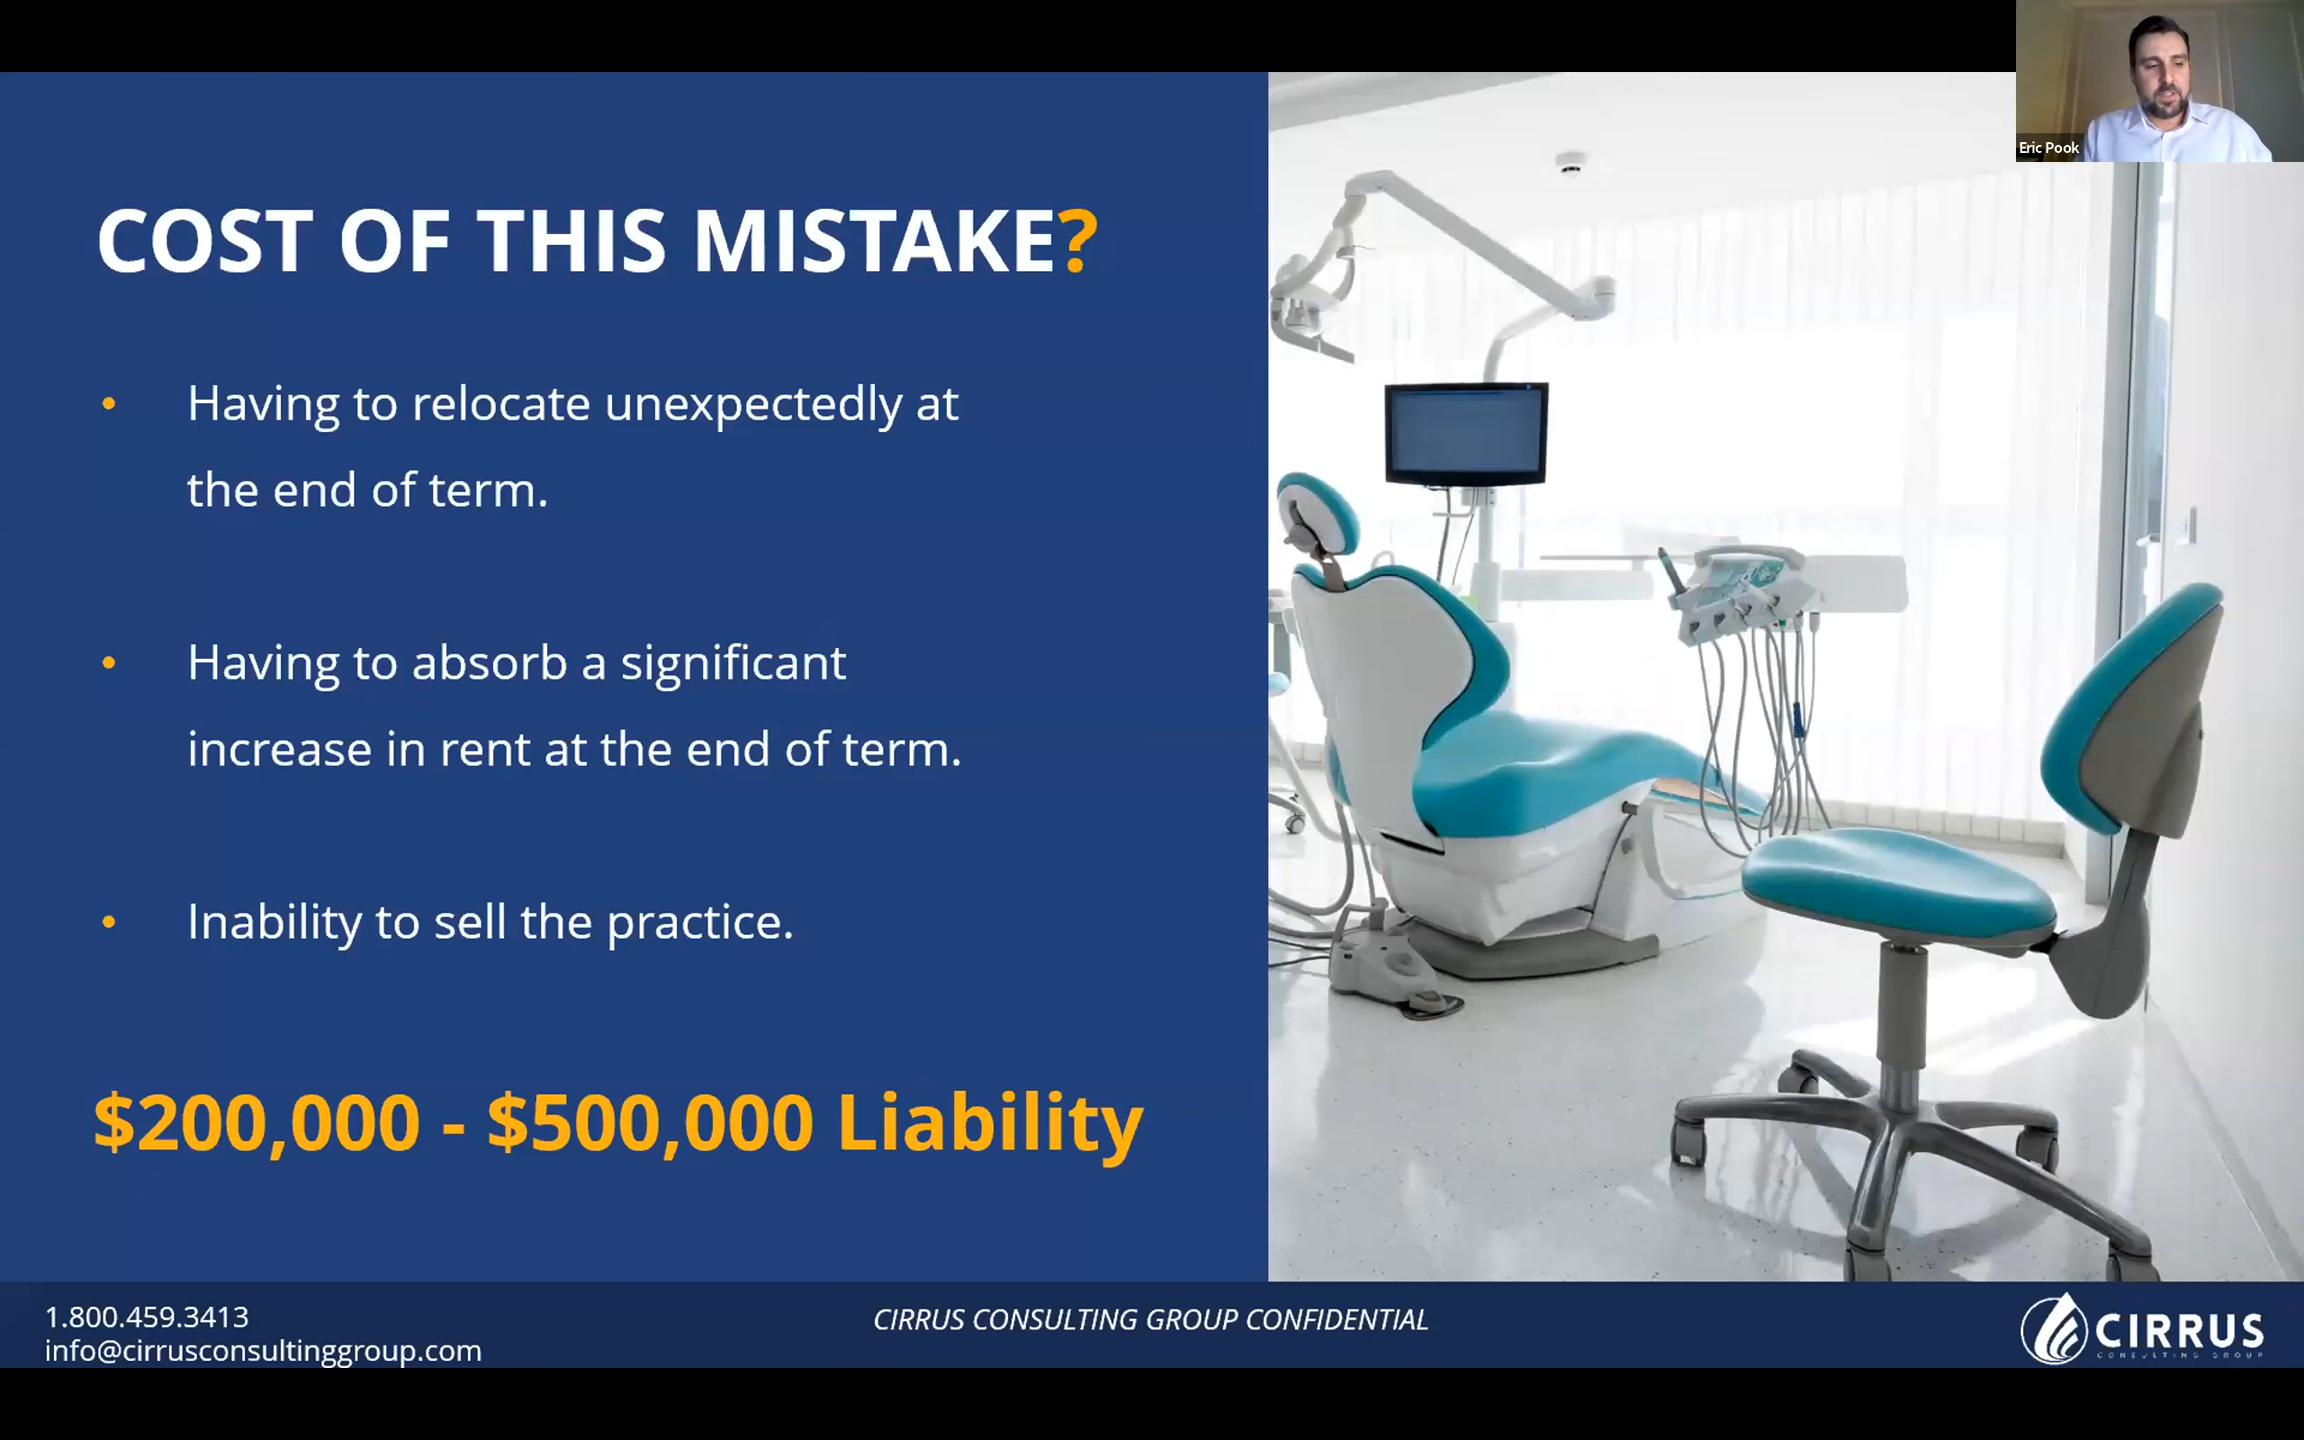 Eric Pook
COST OF THIS MISTAKE?
• Having to relocate unexpectedly at
the end of term.
• Having to absorb a significant
increase in rent at the end of term.
• Inability to sell the practice.
$200,000 - $500,000 Liability
1.800.459.3413
info@cirrusconsultinggroup.com
CIRRUS CONSULTING GROUP CONFIDENTIAL
CIRRUS
CONSULTING GROUP